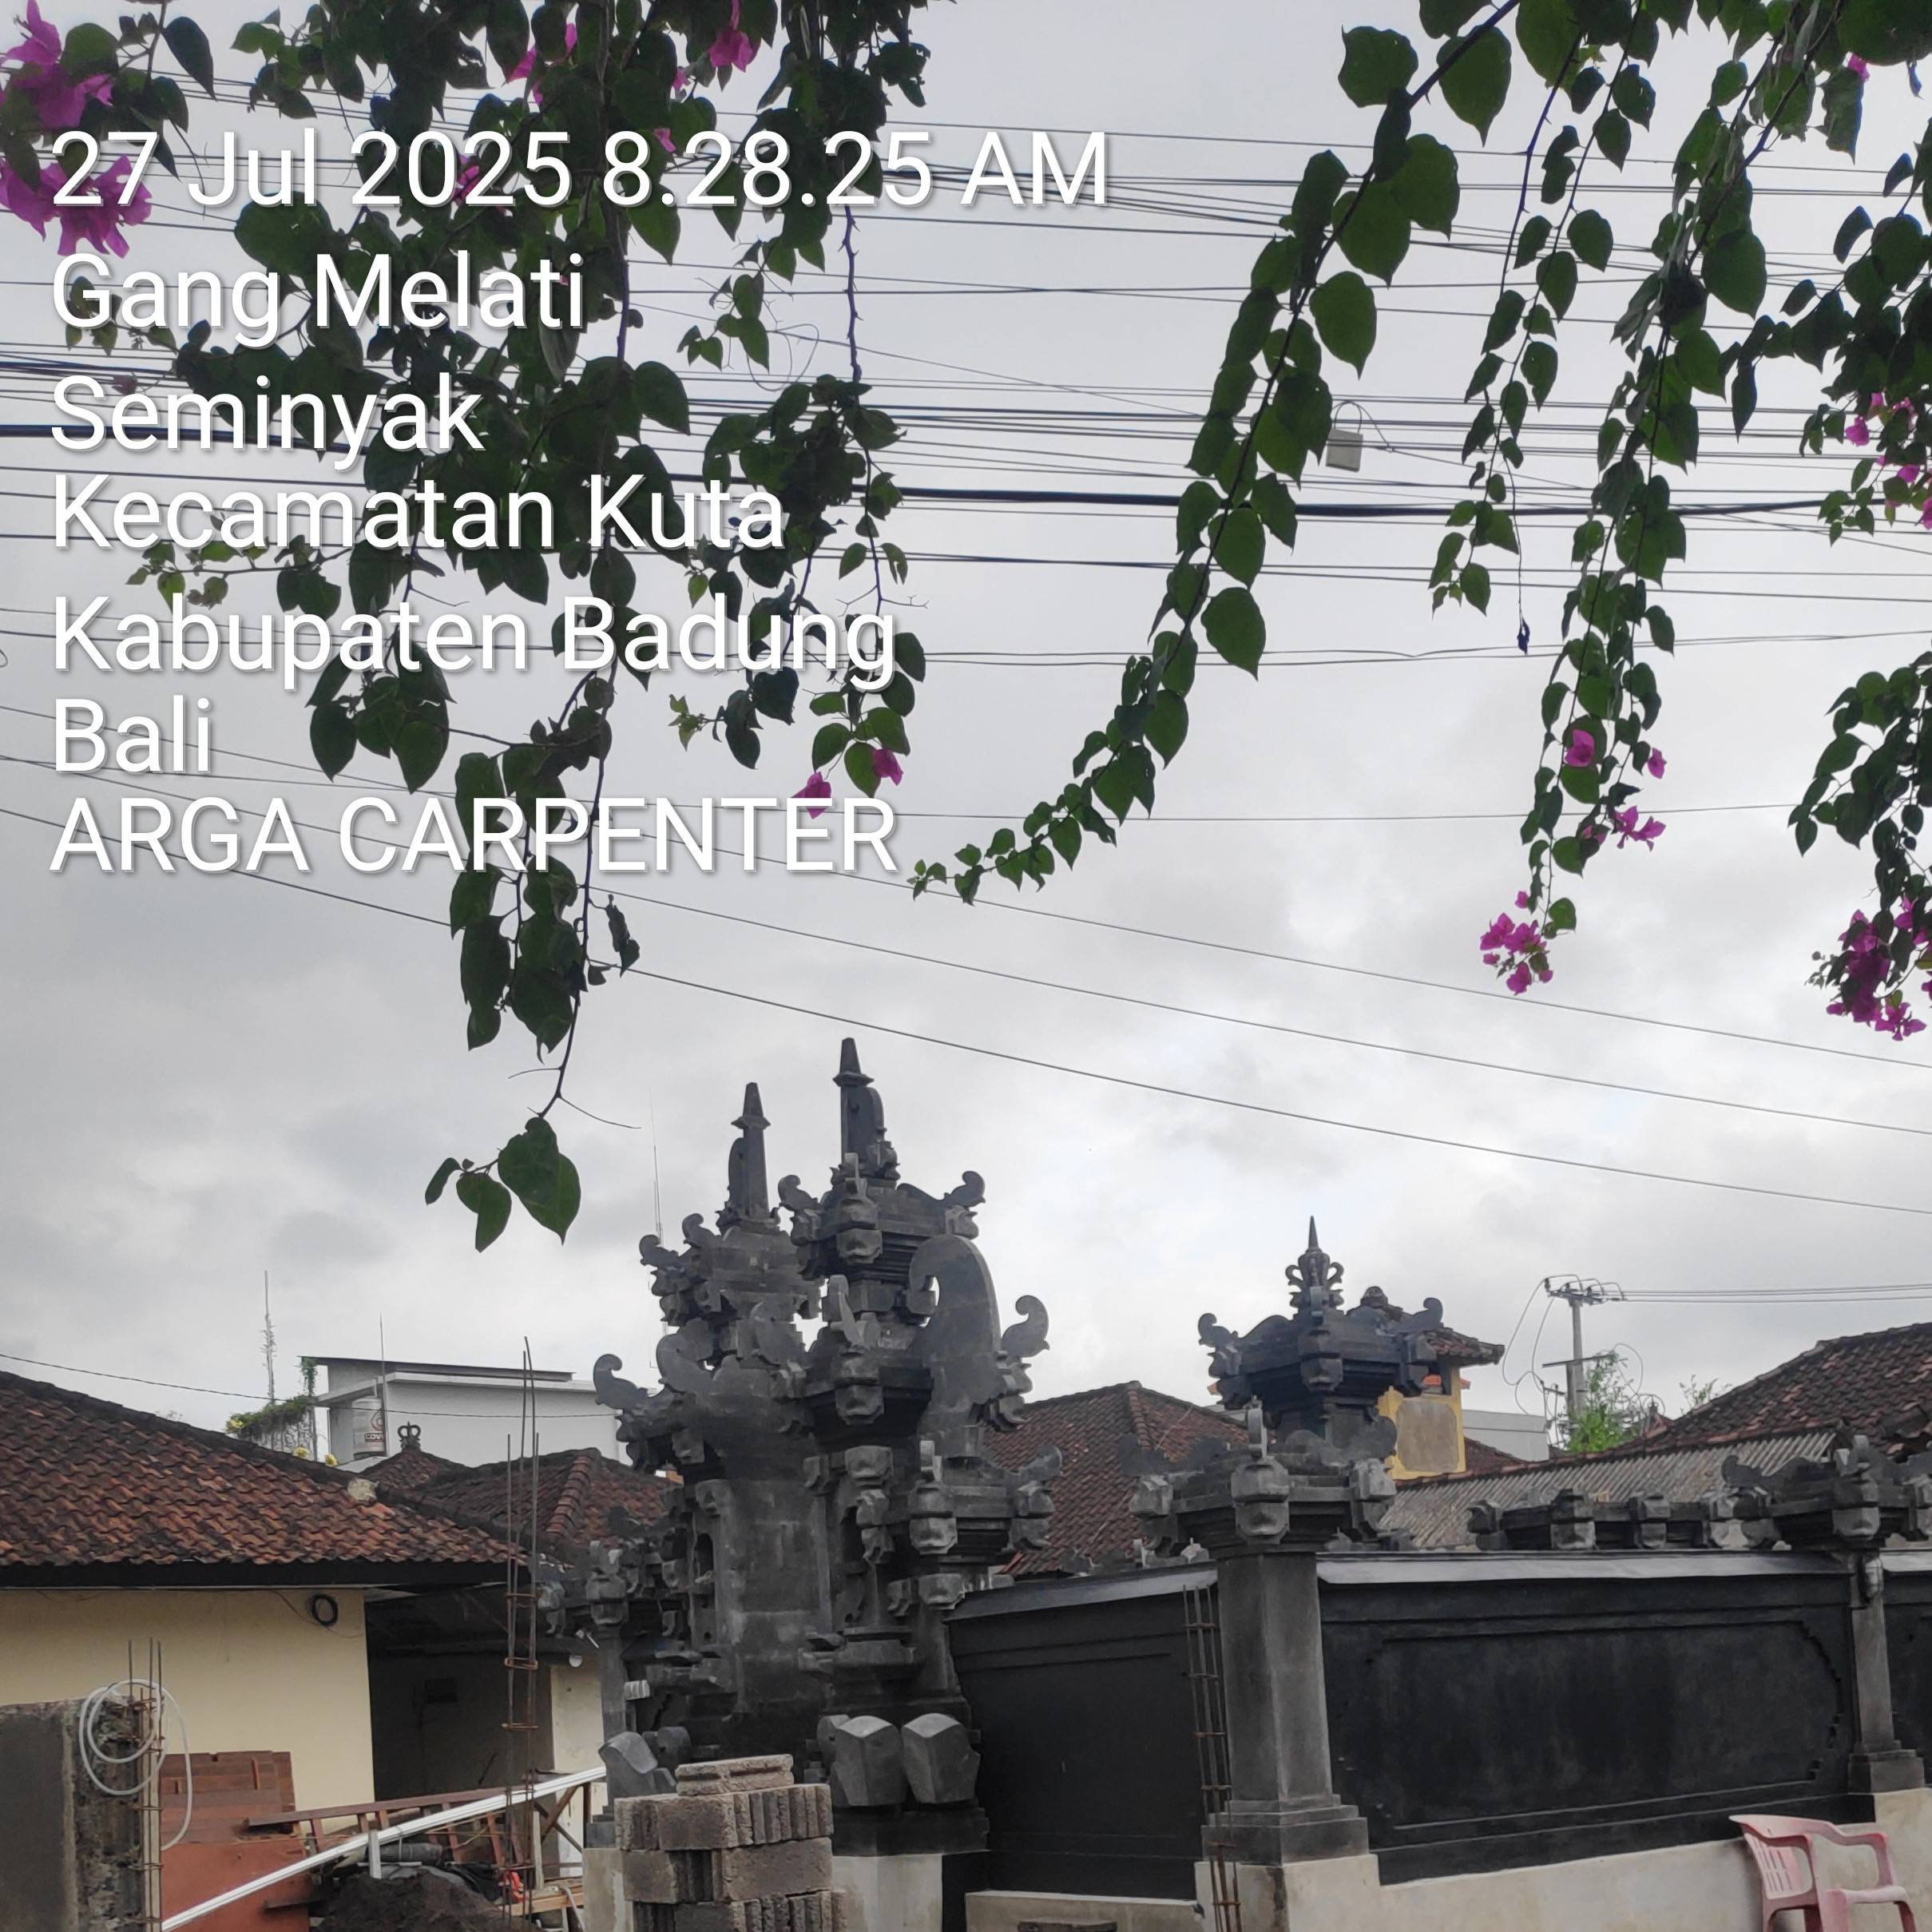 27 Jul 2025 8.28.25 AM
Gang Melati
Seminyak
Kecamatan Kuta
Kabupaten Badung
Bali
ARGA CARPENTER